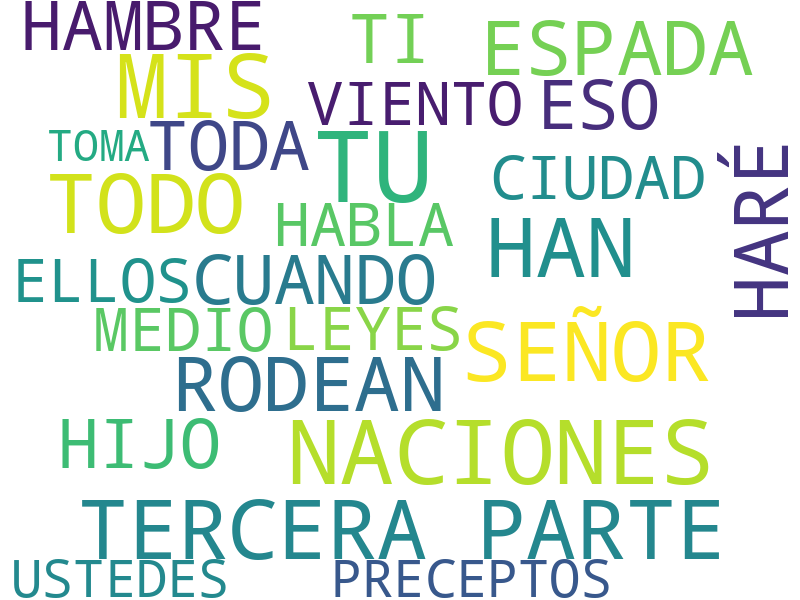 HAMBRE
TI
ESPADA
MIS
VIENTO
ESO
TOMA
TODA
TU
CIUDAD
HARÉ
TODO
HABLA
HAN
ELLOS
CUANDO
MEDIO
LEYES
SEÑOR
RODEAN
HIJO
NACIONES
TERCERA PARTE
USTEDES
PRECEPTOS